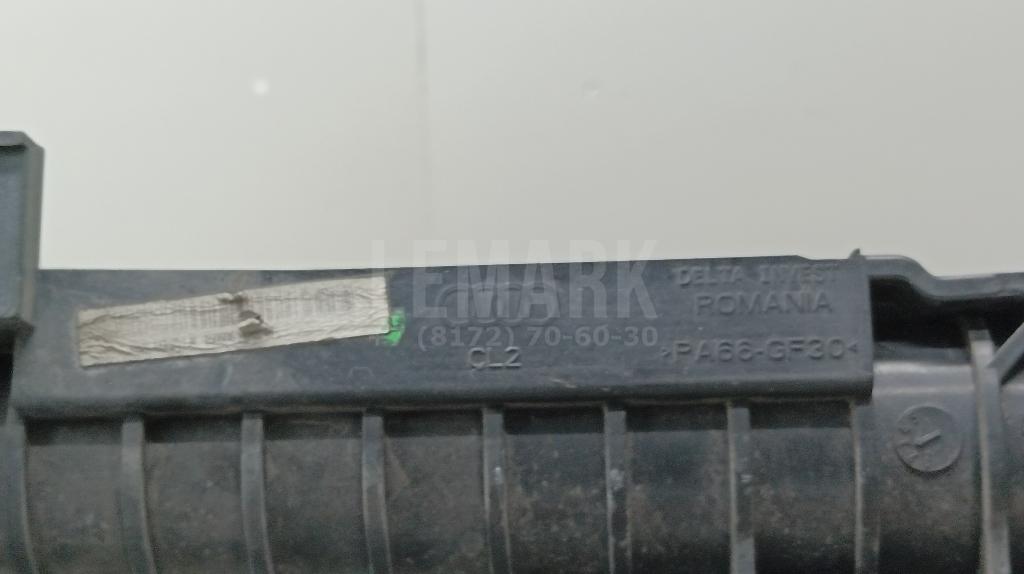 LEMARK
(8172) 70-60-30
CL2
DELTA INVEST
ROMANIA
>PA66-GF30<